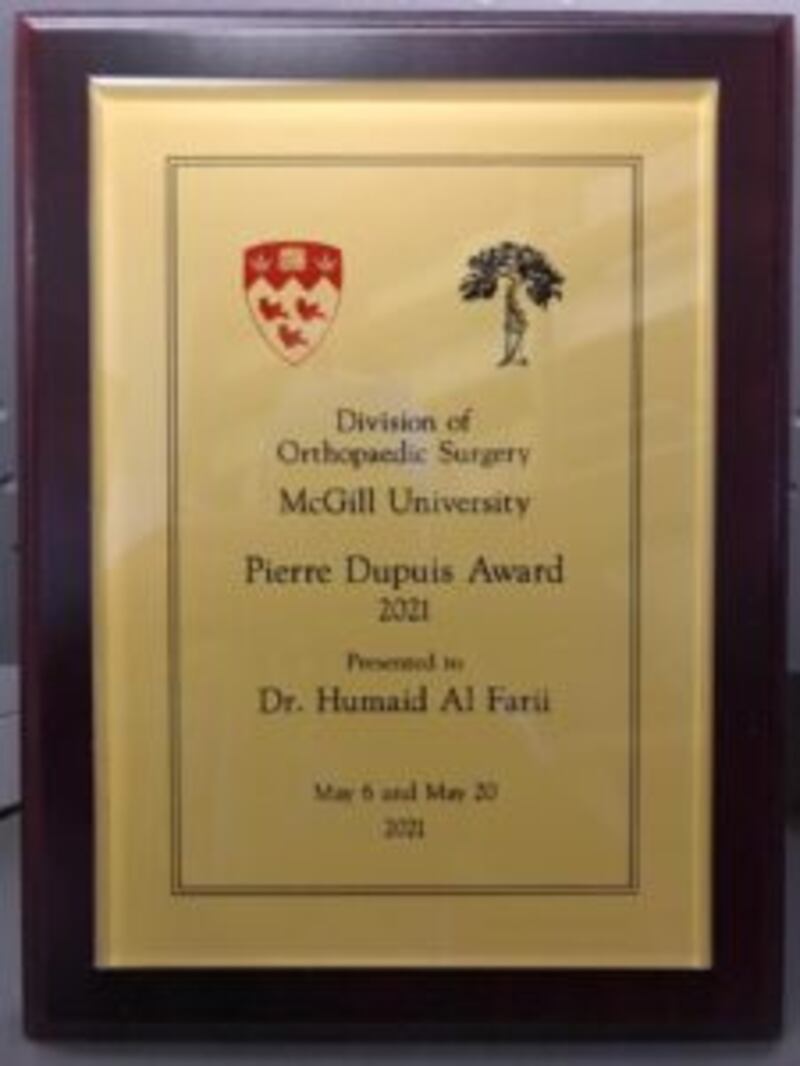 Division of
Orthopaedic Surgery
McGill University
Pierre Dupuis Award
2021
Presented to
Dr. Humaid Al Farii
May 6 and May 20
2021